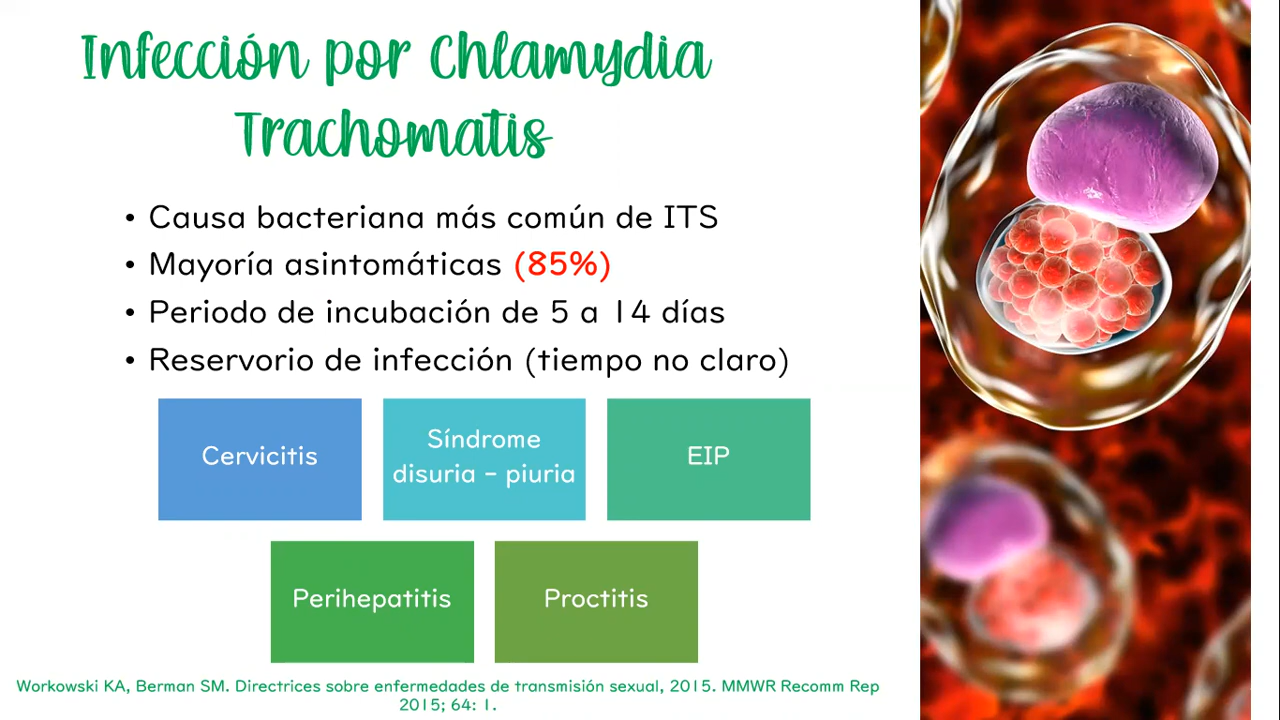 Infección por Chlamydia
Trachomatis
• Causa bacteriana más común de ITS
• Mayoría asintomáticas (85%)
• Periodo de incubación de 5 a 14 días
• Reservorio de infección (tiempo no claro)
Cervicitis
Síndrome
disuria – piuria
EIP
Perihepatitis
Proctitis
Workowski KA, Berman SM. Directrices sobre enfermedades de transmisión sexual, 2015. MMWR Recomm Rep
2015; 64: 1.